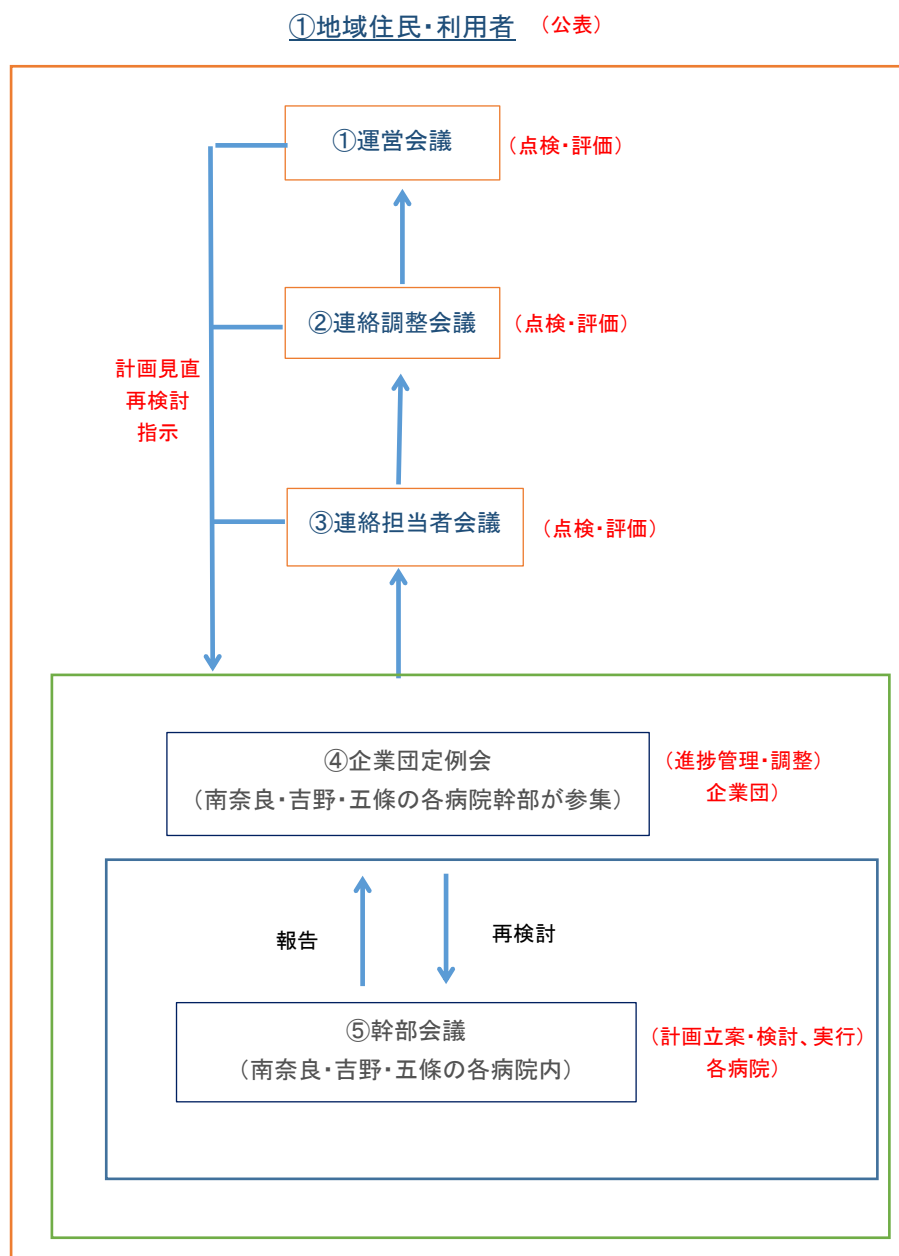 ①地域住民・利用者 （公表）
①運営会議 （点検・評価）
②連絡調整会議 （点検・評価）
計画見直
再検討
指示
③連絡担当者会議 （点検・評価）
④企業団定例会
（南奈良・吉野・五條の各病院幹部が参集）
（進捗管理・調整）
企業団）
報告
再検討
⑤幹部会議
（南奈良・吉野・五條の各病院内）
（計画立案・検討、実行）
各病院）